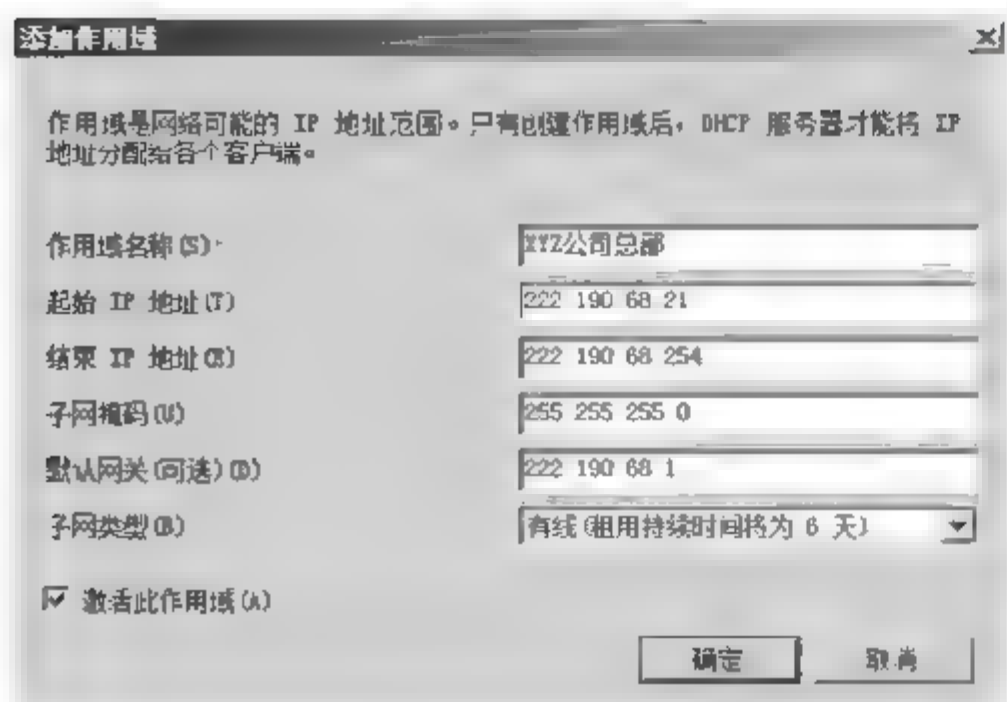 添加作用域
作用域是网络可能的 IP 地址范围。只有创建作用域后，DHCP 服务器才能将 IP
地址分配给各个客户端。
作用域名称(S):
XYZ公司总部
起始 IP 地址(T)
222 190 68 21
结束 IP 地址(E)
222 190 68 254
子网掩码(U)
255 255 255 0
默认网关(可选)(D)
222 190 68 1
子网类型(B)
有线(租用持续时间将为 6 天)
激活此作用域(A)
确定
取消